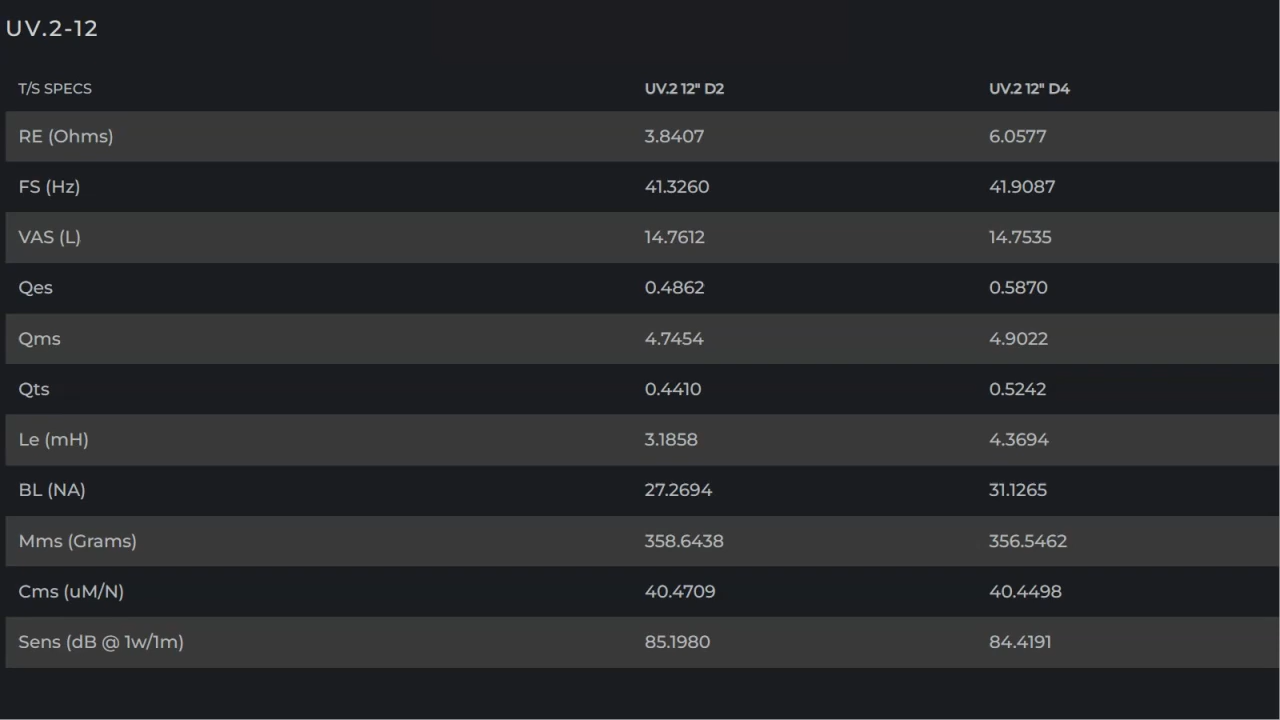 UV.2-12
T/S SPECS UV.2 12" D2 UV.2 12" D4
RE (Ohms) 3.8407 6.0577
FS (Hz) 41.3260 41.9087
VAS (L) 14.7612 14.7535
Qes 0.4862 0.5870
Qms 4.7454 4.9022
Qts 0.4410 0.5242
Le (mH) 3.1858 4.3694
BL (NA) 27.2694 31.1265
Mms (Grams) 358.6438 356.5462
Cms (uM/N) 40.4709 40.4498
Sens (dB @ 1w/1m) 85.1980 84.4191